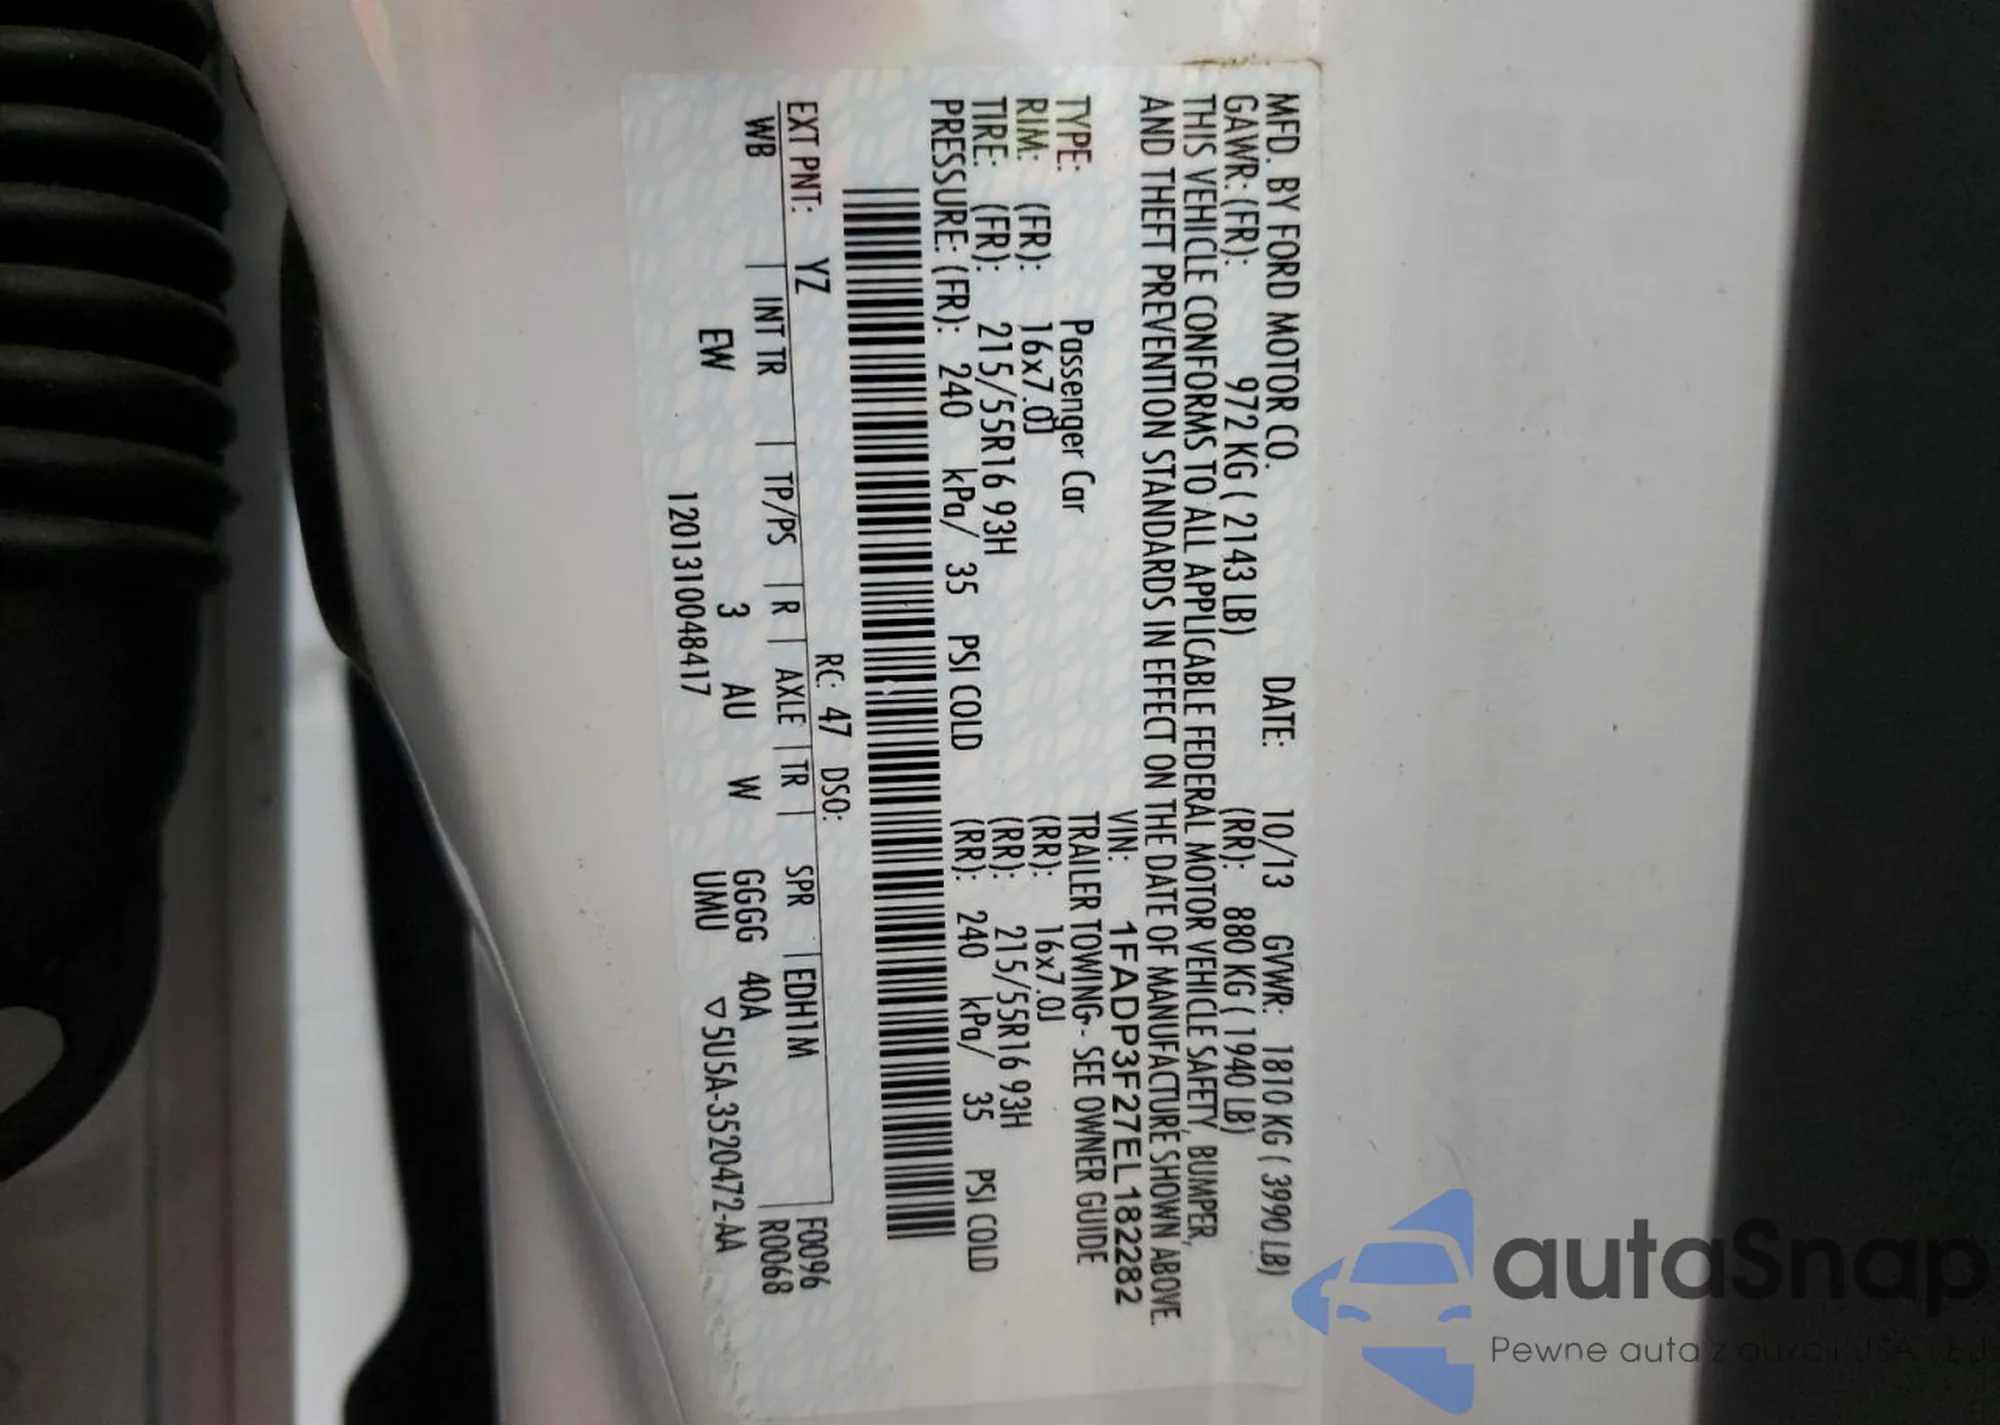 MFD. BY FORD MOTOR CO. DATE: 10/13 GVWR: 1810 KG ( 3990 LB)
GAWR: (FR): 972 KG ( 2143 LB) (RR): 880 KG ( 1940 LB)
THIS VEHICLE CONFORMS TO ALL APPLICABLE FEDERAL MOTOR VEHICLE SAFETY, BUMPER,
AND THEFT PREVENTION STANDARDS IN EFFECT ON THE DATE OF MANUFACTURE SHOWN ABOVE.
VIN: 1FADP3F27EL182282
TYPE: Passenger Car TRAILER TOWING - SEE OWNER GUIDE
RIM: (FR): 16x7.0J (RR): 16x7.0J
TIRE: (FR): 215/55R16 93H (RR): 215/55R16 93H
PRESSURE: (FR): 240 kPa/ 35 PSI COLD (RR): 240 kPa/ 35 PSI COLD
EXT PNT: YZ RC: 47 DSO: F0096
WB INT TR TP/PS R AXLE TR SPR EDH1M R0068
EW 3 AU W GGGG 40A
UMU ▽5U5A-3520472-AA
1201310048417
autaSnap
Pewne auta z aukcji USA i EU